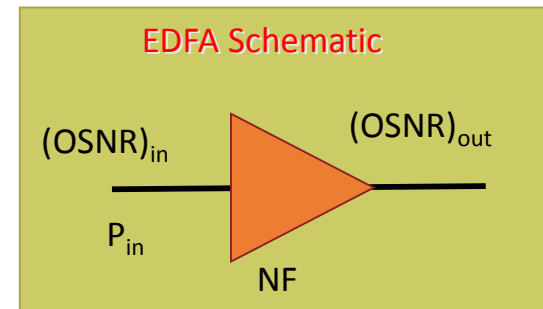 EDFA Schematic
(OSNR)in
(OSNR)out
Pin
NF